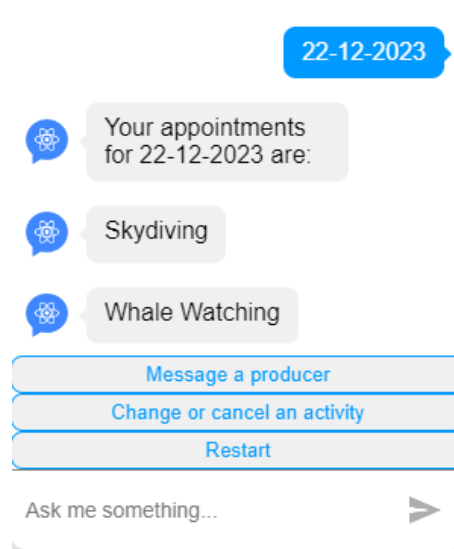 22-12-2023
Your appointments
for 22-12-2023 are:
Skydiving
Whale Watching
Message a producer
Change or cancel an activity
Restart
Ask me something...